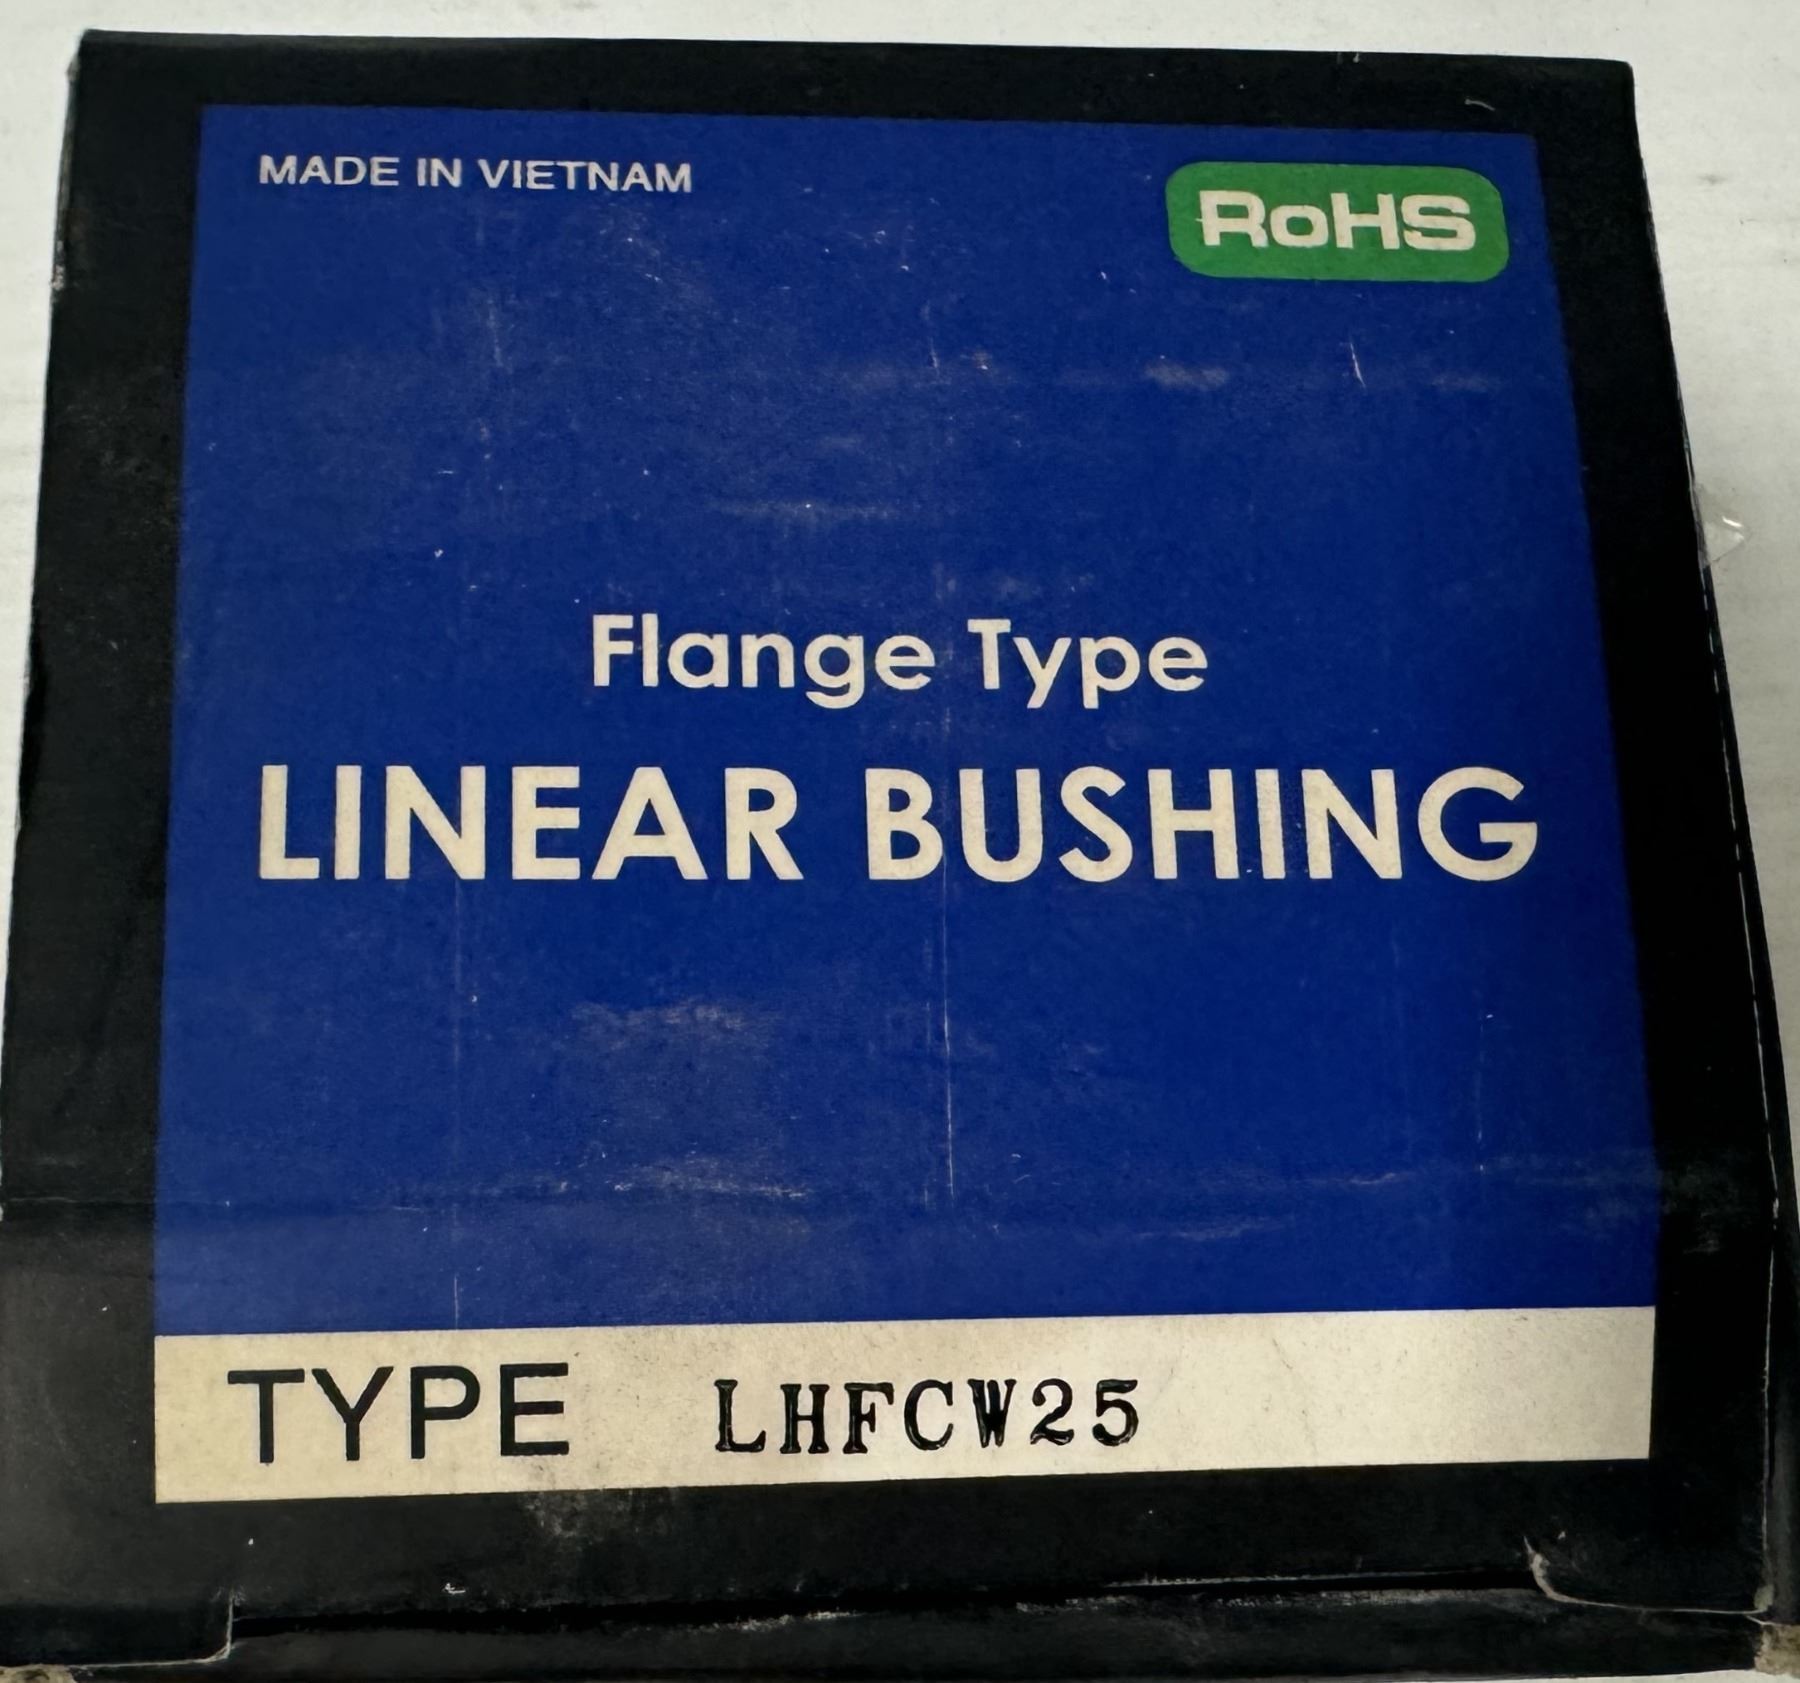 MADE IN VIETNAM
RoHS
Flange Type
LINEAR BUSHING
TYPE LHFCW25